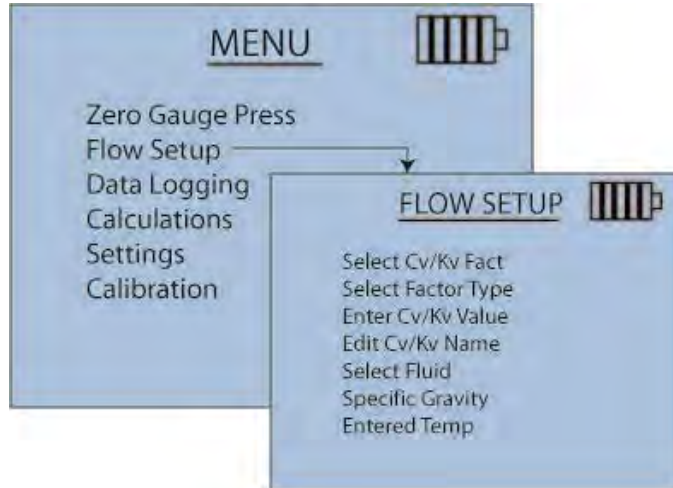 MENU
Zero Gauge Press
Flow Setup
Data Logging
Calculations
Settings
Calibration
FLOW SETUP
Select Cv/Kv Fact
Select Factor Type
Enter Cv/Kv Value
Edit Cv/Kv Name
Select Fluid
Specific Gravity
Entered Temp